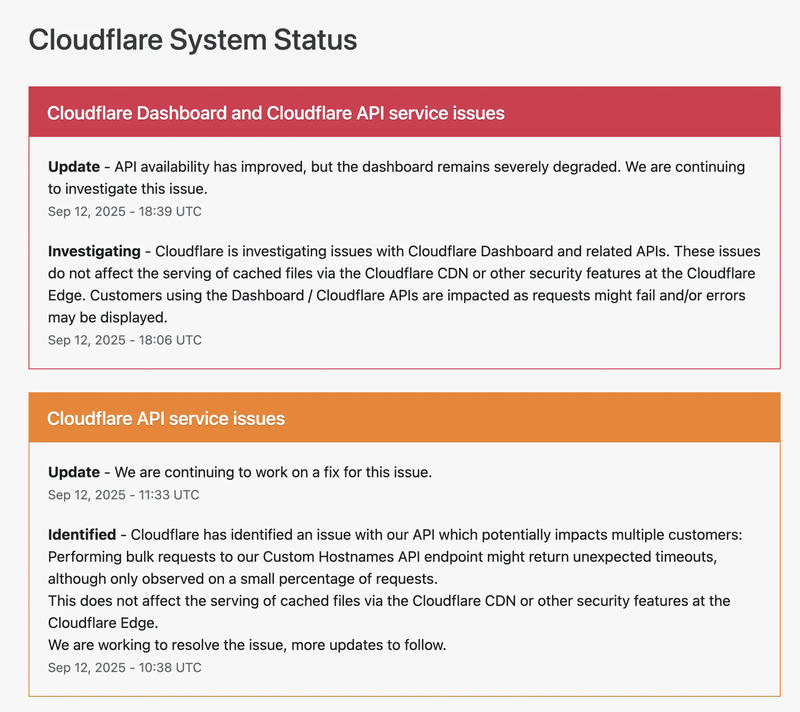 Cloudflare System Status
Cloudflare Dashboard and Cloudflare API service issues
Update - API availability has improved, but the dashboard remains severely degraded. We are continuing
to investigate this issue.
Sep 12, 2025 - 18:39 UTC
Investigating - Cloudflare is investigating issues with Cloudflare Dashboard and related APIs. These issues
do not affect the serving of cached files via the Cloudflare CDN or other security features at the Cloudflare
Edge. Customers using the Dashboard / Cloudflare APIs are impacted as requests might fail and/or errors
may be displayed.
Sep 12, 2025 - 18:06 UTC
Cloudflare API service issues
Update - We are continuing to work on a fix for this issue.
Sep 12, 2025 - 11:33 UTC
Identified - Cloudflare has identified an issue with our API which potentially impacts multiple customers:
Performing bulk requests to our Custom Hostnames API endpoint might return unexpected timeouts,
although only observed on a small percentage of requests.
This does not affect the serving of cached files via the Cloudflare CDN or other security features at the
Cloudflare Edge.
We are working to resolve the issue, more updates to follow.
Sep 12, 2025 - 10:38 UTC